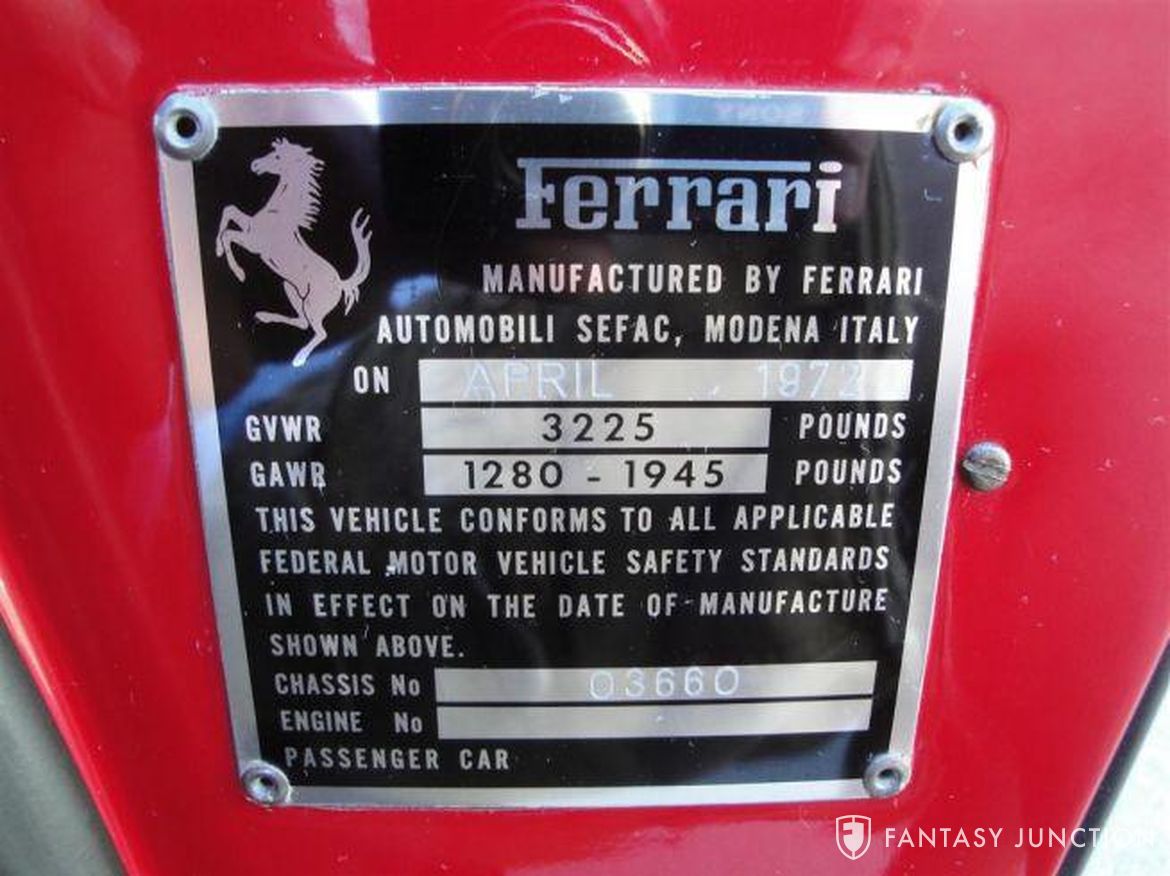 Ferrari
MANUFACTURED BY FERRARI
AUTOMOBILI SEFAC, MODENA ITALY
ON APRIL 1972
GVWR 3225 POUNDS
GAWR 1280 - 1945 POUNDS
THIS VEHICLE CONFORMS TO ALL APPLICABLE
FEDERAL MOTOR VEHICLE SAFETY STANDARDS
IN EFFECT ON THE DATE OF MANUFACTURE
SHOWN ABOVE.
CHASSIS No 03660
ENGINE No
PASSENGER CAR
FANTASY JUNCTION